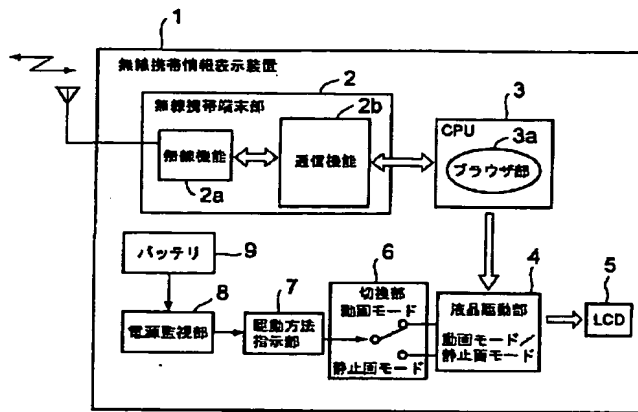 1
無線携帯情報表示装置
2
無線携帯端末部
2b
無線機能
2a
通信機能
3
CPU
3a
ブラウザ部
バッテリ
9
8
電源監視部
7
駆動方法
指示部
6
切換部
動画モード
静止画モード
4
液晶駆動部
動画モード/
静止画モード
5
LCD